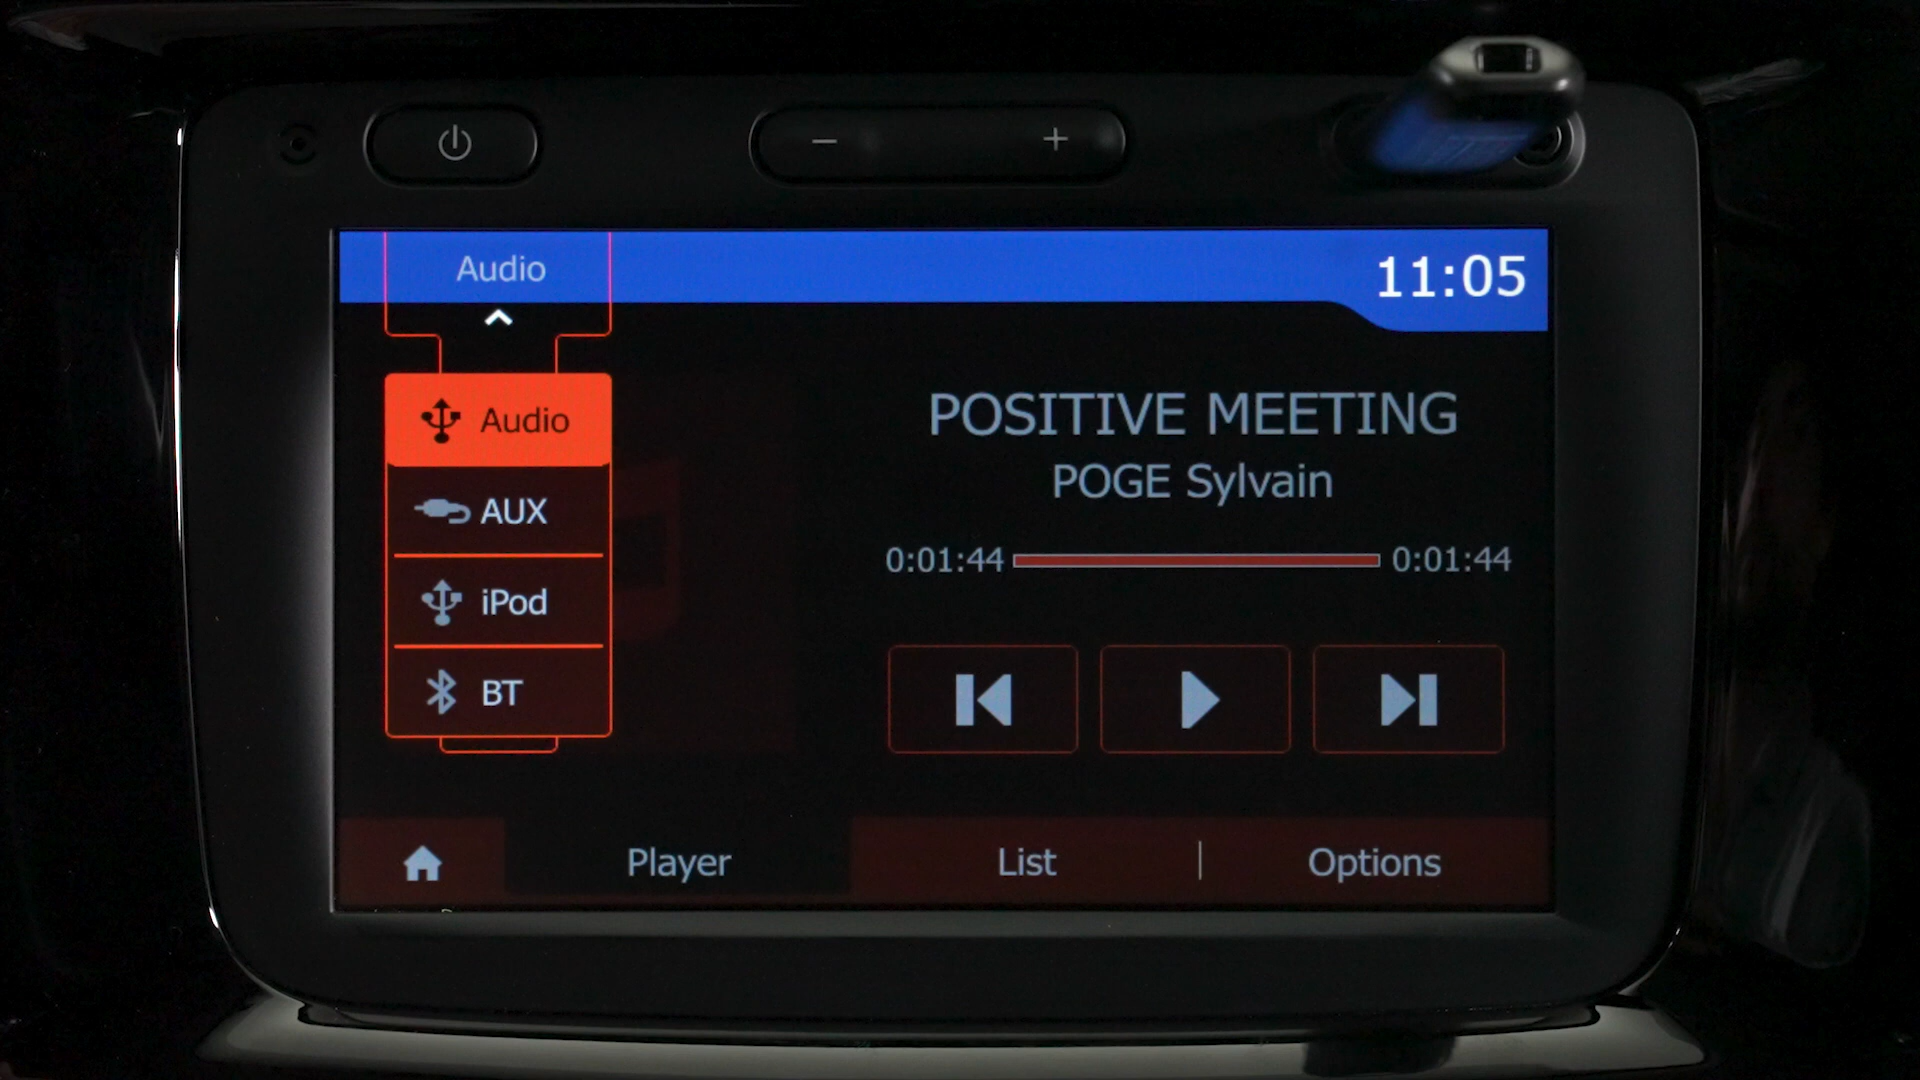 Audio
11:05
Audio
AUX
iPod
BT
POSITIVE MEETING
POGE Sylvain
0:01:44 0:01:44
Player List | Options